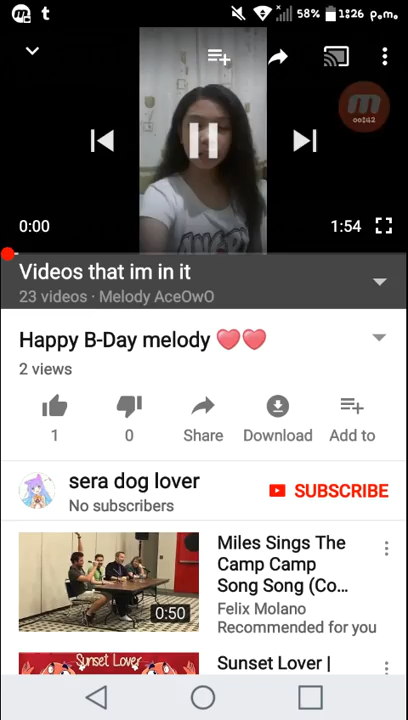 t
58%
1:26 p.m.
00:42
0:00
1:54
Videos that im in it
23 videos · Melody AceOwO
Happy B-Day melody ❤❤
2 views
1
0
Share
Download
Add to
sera dog lover
No subscribers
SUBSCRIBE
0:50
Miles Sings The
Camp Camp
Song Song (Co...
Felix Molano
Recommended for you
Sunset Lover
Sunset Lover |